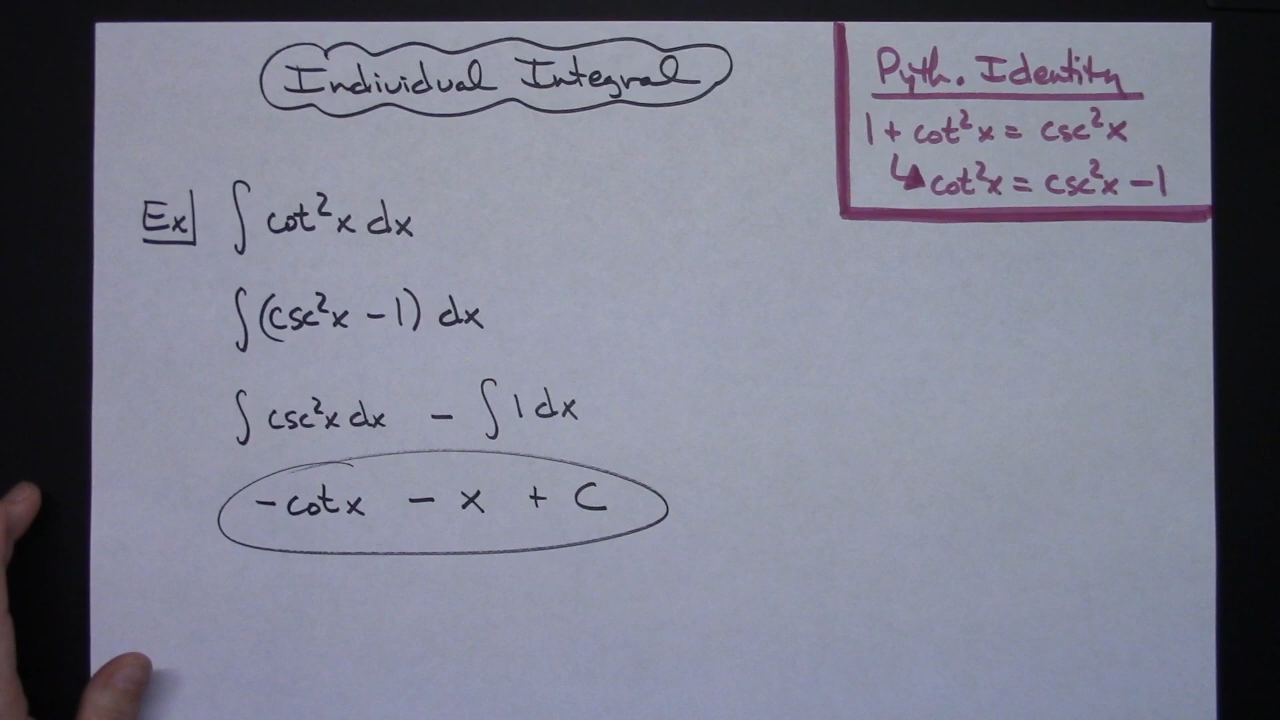 Individual Integral
Pyth. Identity
1 + cot²x = csc²x
↳ cot²x = csc²x - 1
Ex ∫ cot²x dx
∫(csc²x - 1) dx
∫ csc²x dx - ∫ 1 dx
-cotx - x + C